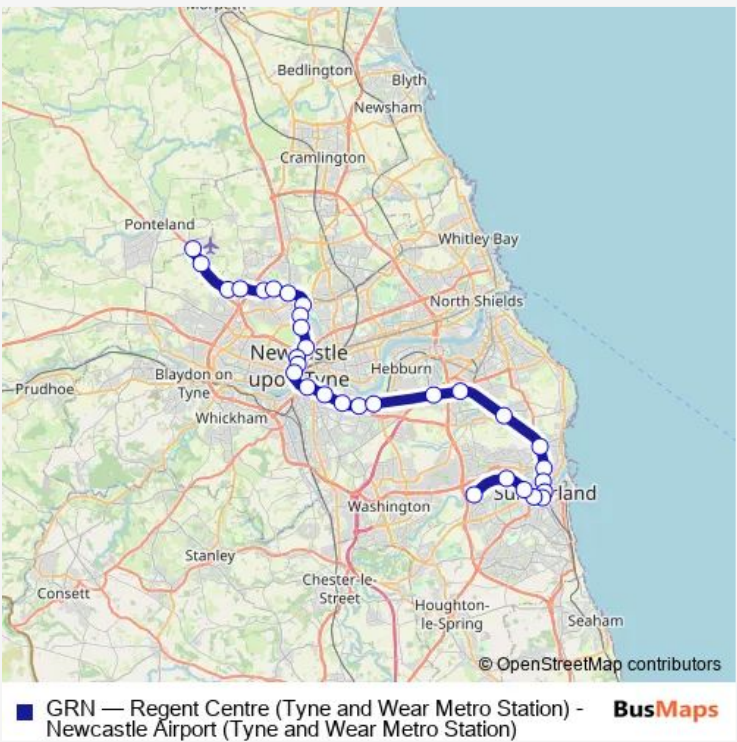 Morpeth
Bedlington
Blyth
Newsham
Cramlington
Ponteland
Whitley Bay
North Shields
Newcastle
upon Tyne
Hebburn
Blaydon on
Tyne
Prudhoe
Whickham
Sunderland
Washington
Stanley
Chester-le-
Street
Consett
Houghton-
le-Spring
Seaham
© OpenStreetMap contributors
GRN — Regent Centre (Tyne and Wear Metro Station) -
Newcastle Airport (Tyne and Wear Metro Station)
BusMaps